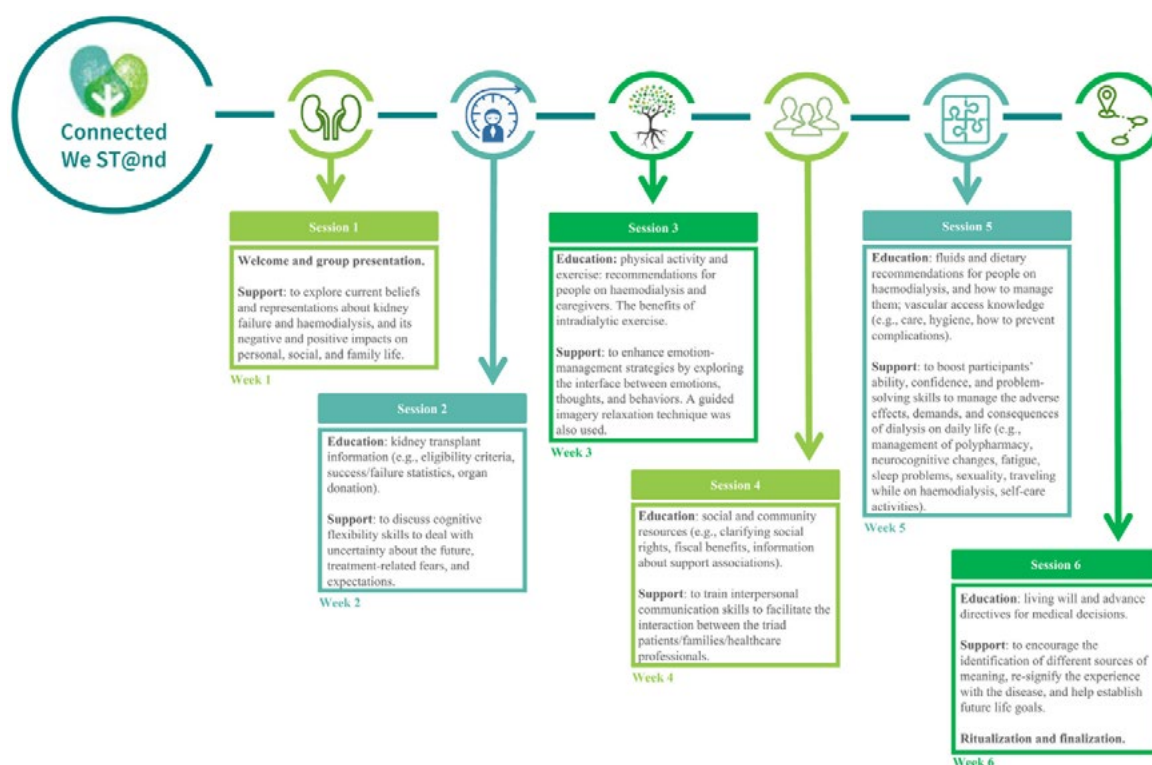 Connected
We ST@nd
Session 1
Welcome and group presentation.
Support: to explore current beliefs
and representations about kidney
failure and haemodialysis, and its
negative and positive impacts on
personal, social, and family life.
Week 1
Session 2
Education: kidney transplant
information (e.g., eligibility criteria,
success/failure statistics, organ
donation).
Support: to discuss cognitive
flexibility skills to deal with
uncertainty about the future,
treatment-related fears, and
expectations.
Week 2
Session 3
Education: physical activity and
exercise: recommendations for
people on haemodialysis and
caregivers. The benefits of
intradialytic exercise.
Support: to enhance emotion-
management strategies by exploring
the interface between emotions,
thoughts, and behaviors. A guided
imagery relaxation technique was
also used.
Week 3
Session 4
Education: social and community
resources (e.g., clarifying social
rights, fiscal benefits, information
about support associations).
Support: to train interpersonal
communication skills to facilitate the
interaction between the triad
patients/families/healthcare
professionals.
Week 4
Session 5
Education: fluids and dietary
recommendations for people on
haemodialysis, and how to manage
them; vascular access knowledge
(e.g., care, hygiene, how to prevent
complications).
Support: to boost participants'
ability, confidence, and problem-
solving skills to manage the adverse
effects, demands, and consequences
of dialysis on daily life (e.g.,
management of polypharmacy,
neurocognitive changes, fatigue,
sleep problems, sexuality, traveling
while on haemodialysis, self-care
activities).
Week 5
Session 6
Education: living will and advance
directives for medical decisions.
Support: to encourage the
identification of different sources of
meaning, re-signify the experience
with the disease, and help establish
future life goals.
Ritualization and finalization.
Week 6